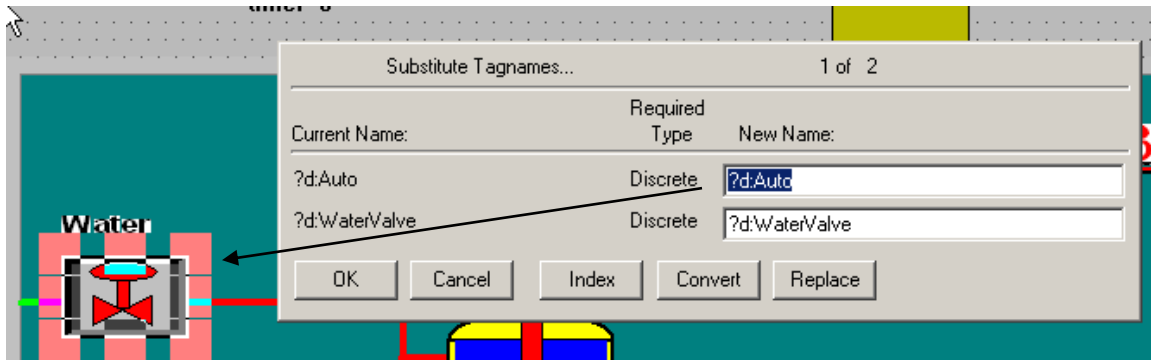 Substitute Tagnames... 1 of 2
Required
Current Name: Type New Name:
?d:Auto Discrete ?d:Auto
?d:WaterValve Discrete ?d:WaterValve
Water
OK Cancel Index Convert Replace